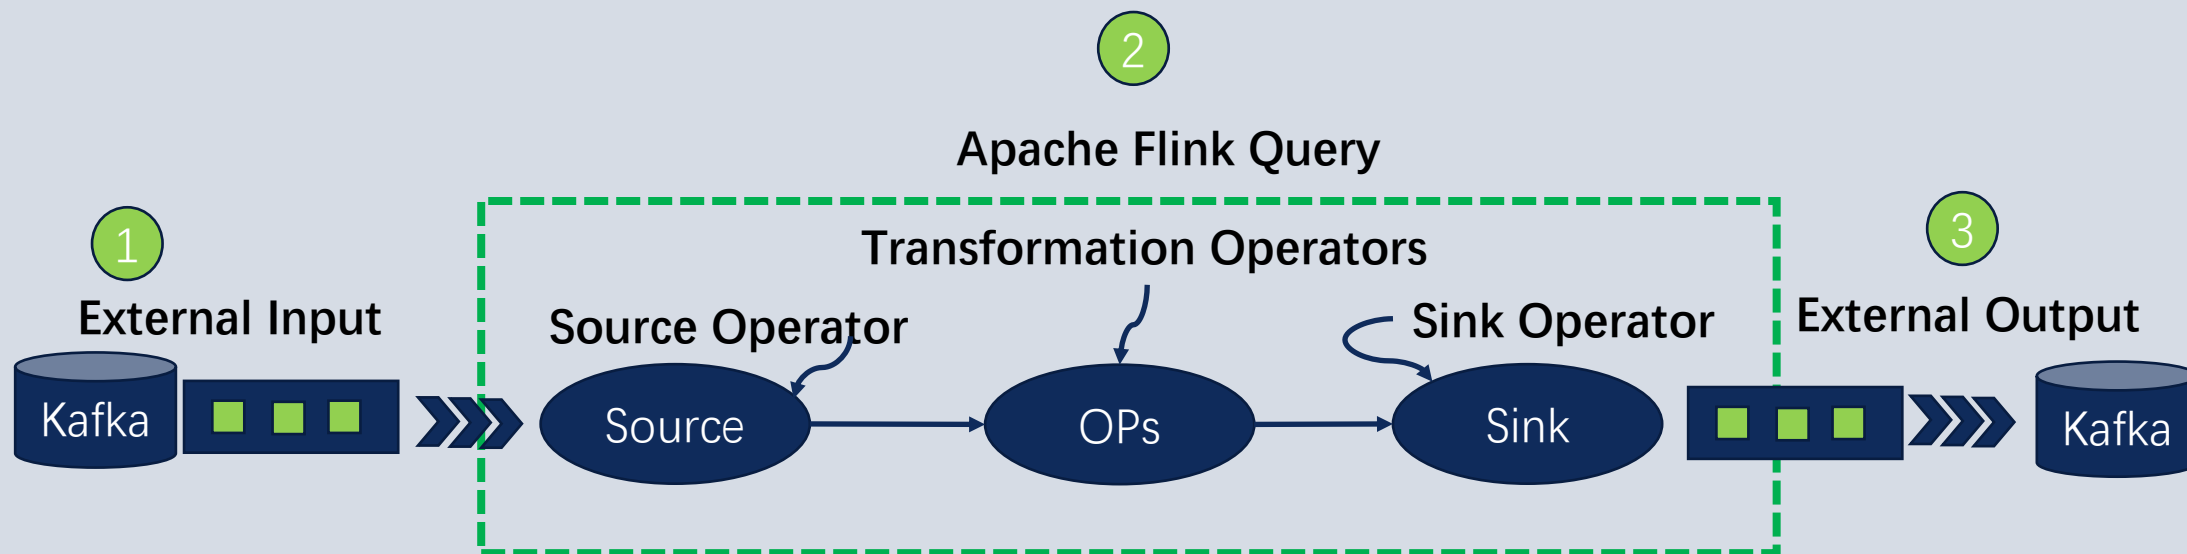 2
Apache Flink Query
1
Transformation Operators
3
External Input
Source Operator
Sink Operator
External Output
Kafka
Source
OPs
Sink
Kafka